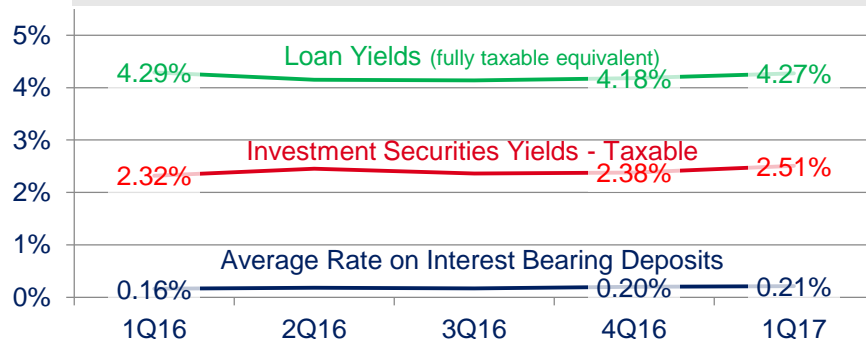 5%
Loan Yields (fully taxable equivalent)
4.29% 4.18% 4.27%
4%
3%
Investment Securities Yields - Taxable
2.32% 2.38% 2.51%
2%
1%
Average Rate on Interest Bearing Deposits
0.16% 0.20% 0.21%
0%
1Q16 2Q16 3Q16 4Q16 1Q17